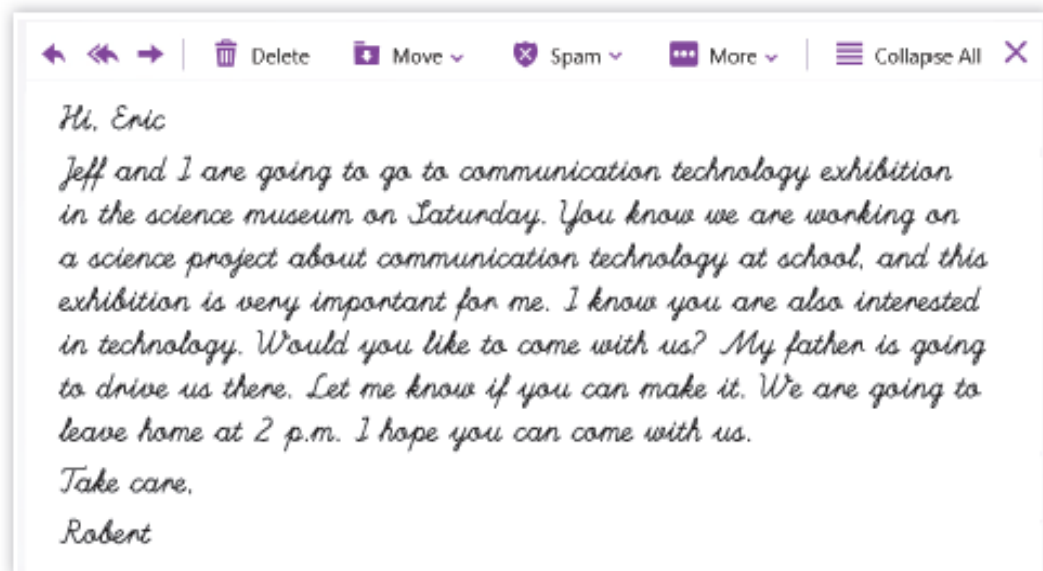 Delete Move Spam More Collapse All
Hi, Eric
Jeff and I are going to go to communication technology exhibition
in the science museum on Saturday. You know we are working on
a science project about communication technology at school, and this
exhibition is very important for me. I know you are also interested
in technology. Would you like to come with us? My father is going
to drive us there. Let me know if you can make it. We are going to
leave home at 2 p.m. I hope you can come with us.
Take care,
Robert